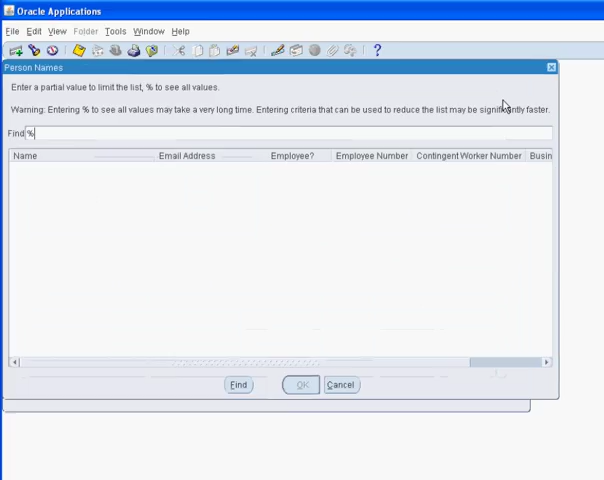 Oracle Applications
File Edit View Folder Tools Window Help
?
Person Names
Enter a partial value to limit the list, % to see all values.
Warning: Entering % to see all values may take a very long time. Entering criteria that can be used to reduce the list may be significantly faster.
Find %
Name Email Address Employee? Employee Number Contingent Worker Number Busin
Find OK Cancel